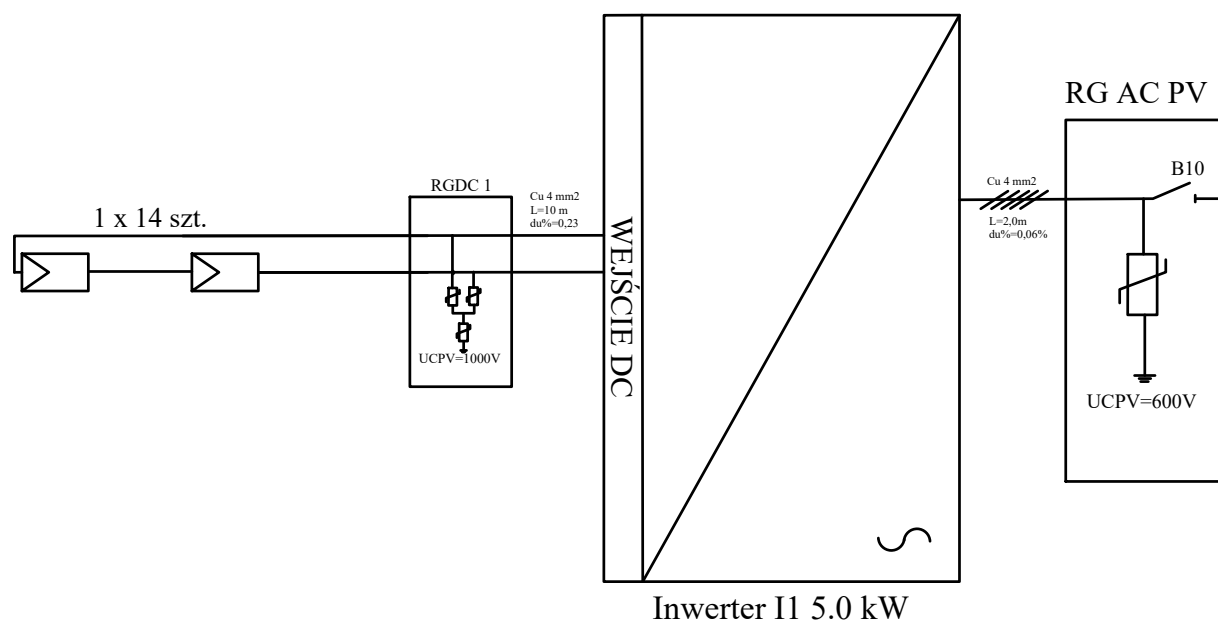 1 x 14 szt.
RGDC 1
UCPV=1000V
Cu 4 mm2
L=10 m
du%=0,23
WEJŚCIE DC
Inwerter I1 5.0 kW
Cu 4 mm2
L=2,0m
du%=0,06%
RG AC PV
B10
UCPV=600V